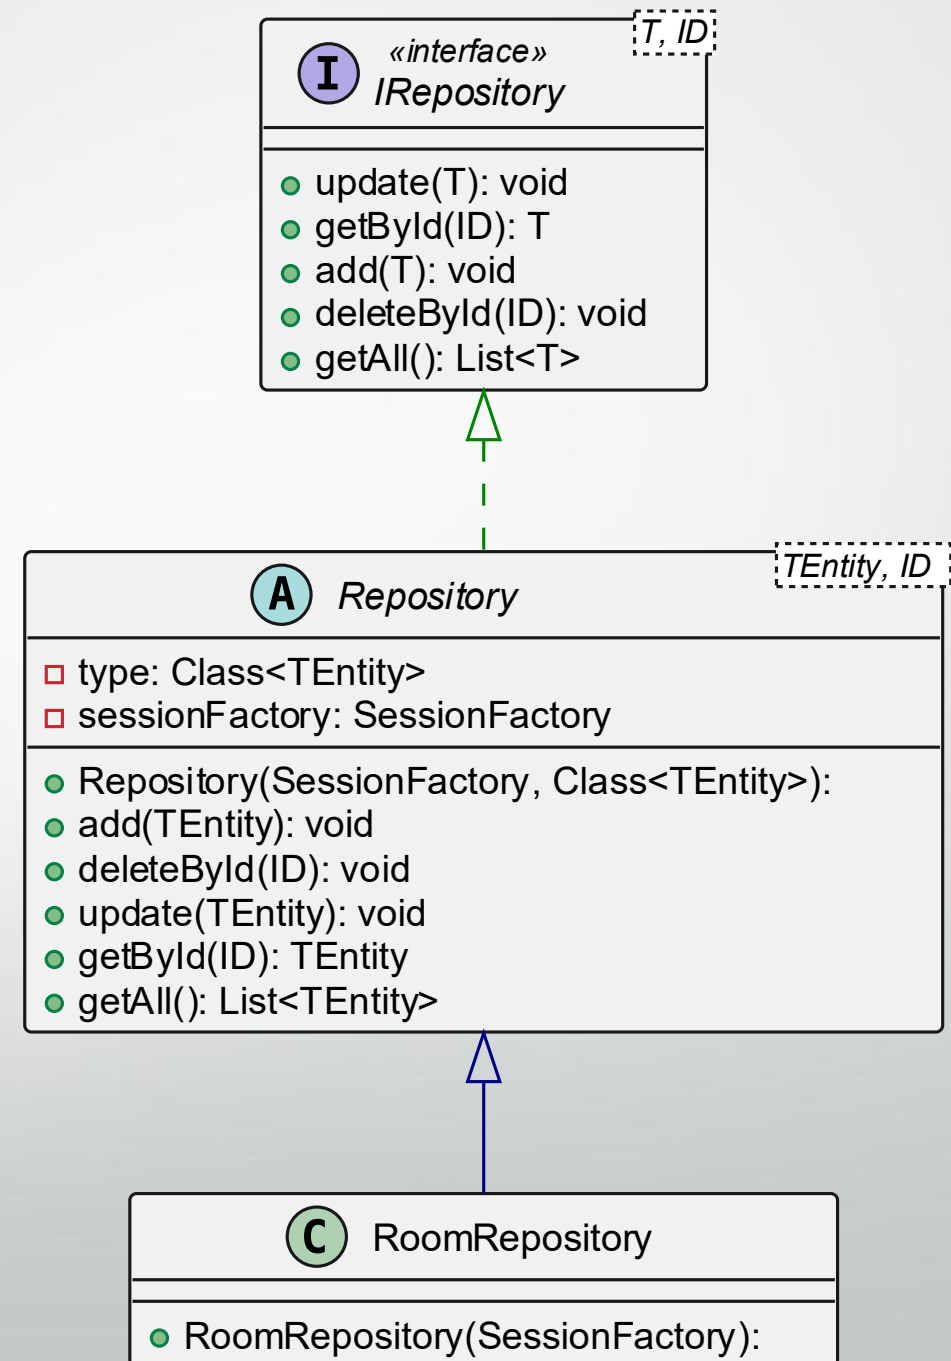 T, ID
I
«interface»
IRepository
update(T): void
getById(ID): T
add(T): void
deleteById(ID): void
getAll(): List<T>
TEntity, ID
A
Repository
type: Class<TEntity>
sessionFactory: SessionFactory
Repository(SessionFactory, Class<TEntity>):
add(TEntity): void
deleteById(ID): void
update(TEntity): void
getById(ID): TEntity
getAll(): List<TEntity>
C
RoomRepository
RoomRepository(SessionFactory):